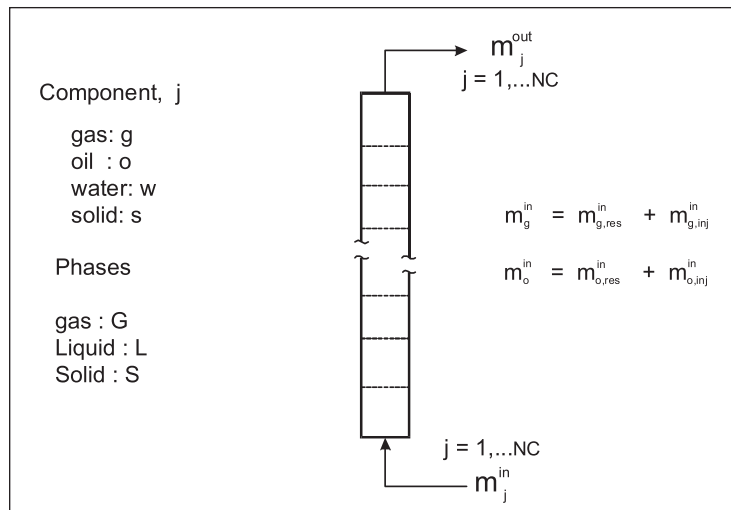 m_j^out
j = 1,...NC
Component, j
gas: g
oil : o
water: w
solid: s
m_g^in = m_g,res^in + m_g,inj^in
m_o^in = m_o,res^in + m_o,inj^in
Phases
gas : G
Liquid : L
Solid : S
j = 1,...NC
m_j^in